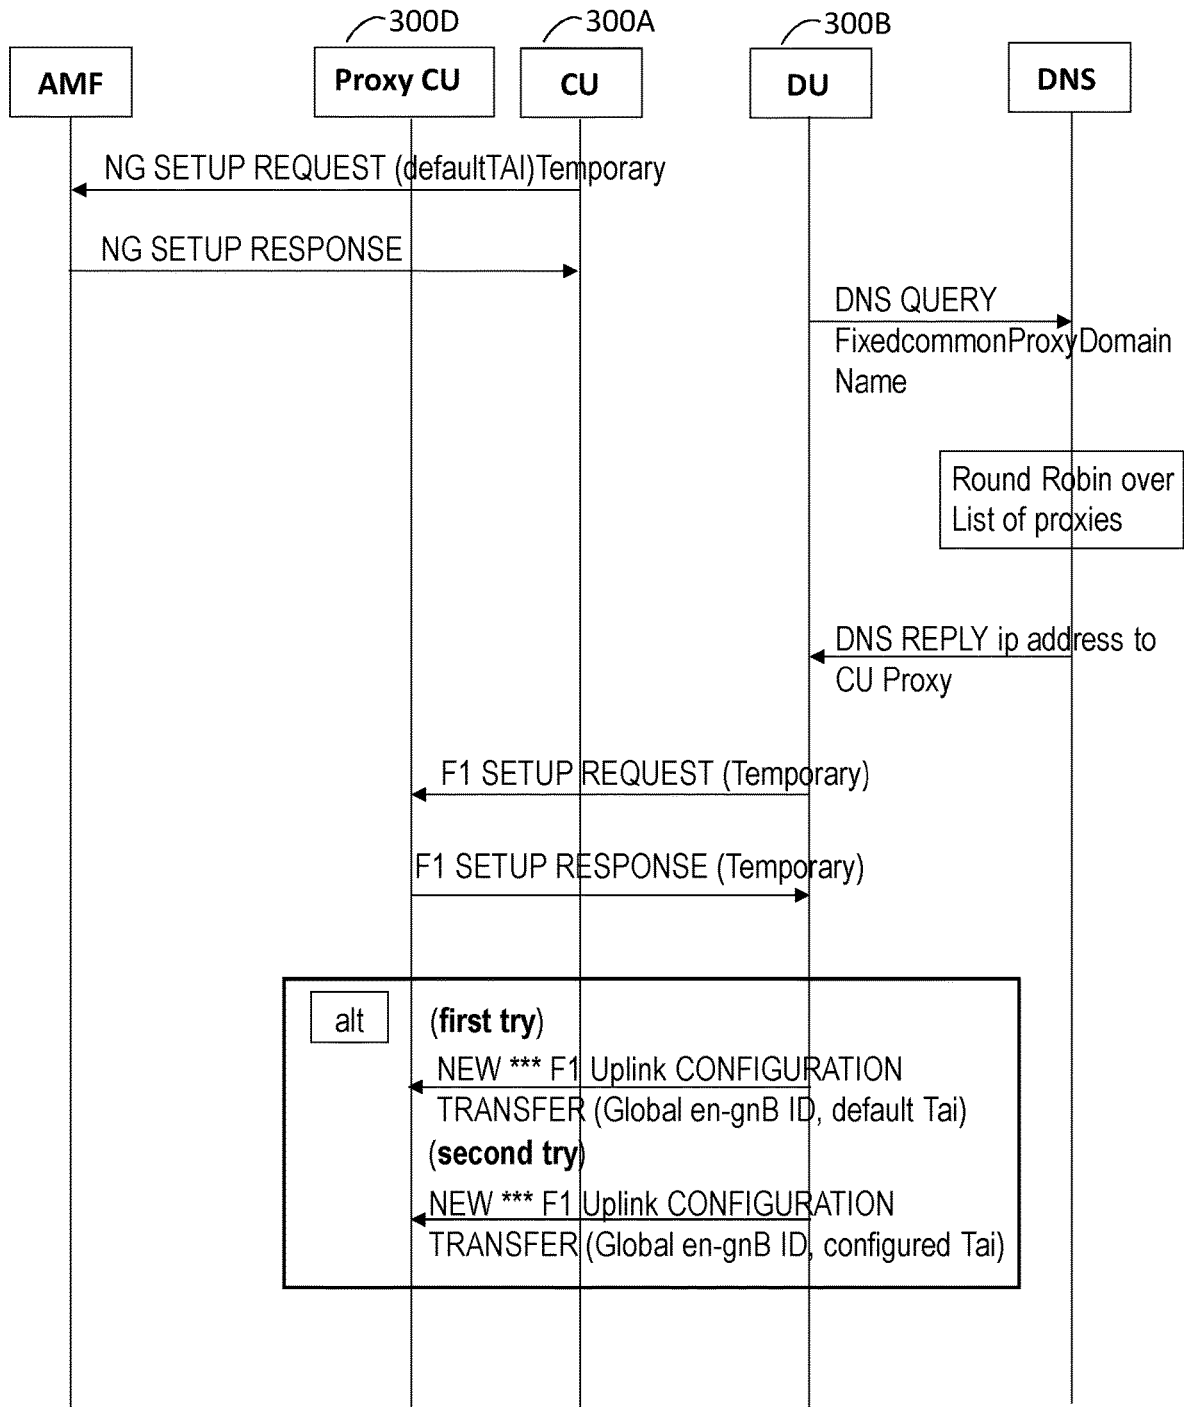 300D
300A
300B
AMF
Proxy CU
CU
DU
DNS
NG SETUP REQUEST (defaultTAI)Temporary
NG SETUP RESPONSE
DNS QUERY
FixedcommonProxyDomain
Name
Round Robin over
List of proxies
DNS REPLY ip address to
CU Proxy
F1 SETUP REQUEST (Temporary)
F1 SETUP RESPONSE (Temporary)
alt
(first try)
NEW *** F1 Uplink CONFIGURATION
TRANSFER (Global en-gnB ID, default Tai)
(second try)
NEW *** F1 Uplink CONFIGURATION
TRANSFER (Global en-gnB ID, configured Tai)